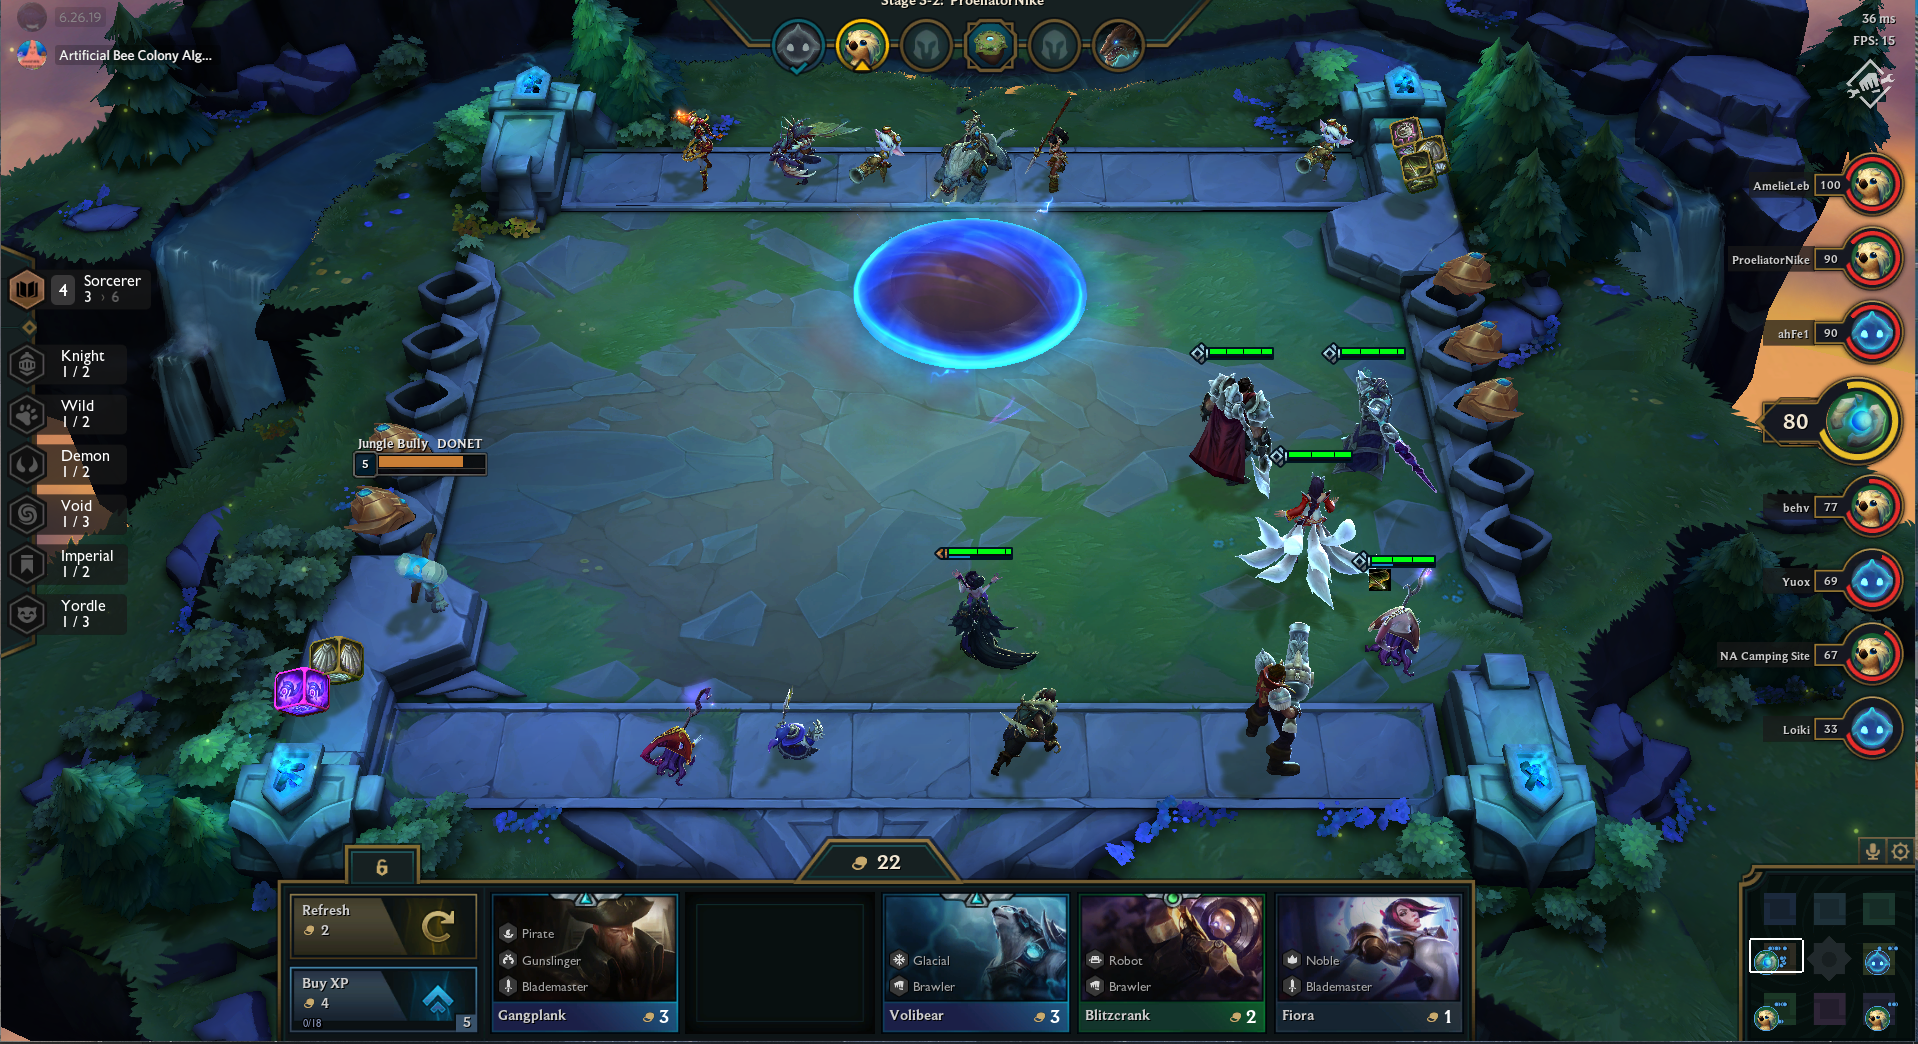 Stage 3-2: ProeliatorNike
6.26.19
Artificial Bee Colony Alg...
36 ms
FPS: 15
AmelieLeb 100
ProeliatorNike 90
ahFe1 90
80
behv 77
Yuox 69
NA Camping Site 67
Loiki 33
4 Sorcerer
3 › 6
Knight
1 / 2
Wild
1 / 2
Demon
1 / 2
Void
1 / 3
Imperial
1 / 2
Yordle
1 / 3
Jungle Bully DONET
5
6
22
Refresh
2
Buy XP
4
0/18
5
Pirate
Gunslinger
Blademaster
Gangplank 3
Glacial
Brawler
Volibear 3
Robot
Brawler
Blitzcrank 2
Noble
Blademaster
Fiora 1